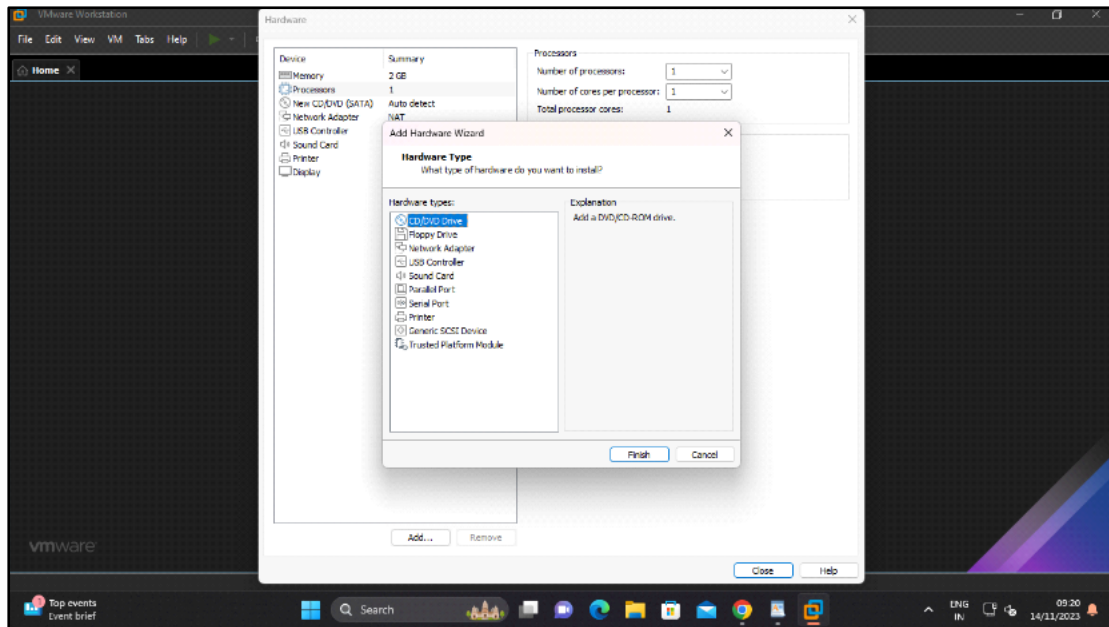 VMware Workstation
File Edit View VM Tabs Help
Home
Hardware
Device Summary
Memory 2 GB
Processors 1
New CD/DVD (SATA) Auto detect
Network Adapter NAT
USB Controller
Sound Card
Printer
Display
Processors
Number of processors: 1
Number of cores per processor: 1
Total processor cores: 1
Add Hardware Wizard
Hardware Type
What type of hardware do you want to install?
Hardware types:
CD/DVD Drive
Floppy Drive
Network Adapter
USB Controller
Sound Card
Parallel Port
Serial Port
Printer
Generic SCSI Device
Trusted Platform Module
Explanation
Add a DVD/CD-ROM drive.
Finish Cancel
Add... Remove
Close Help
vmware
Top events
Event brief
Search
ENG
IN
09:20
14/11/2023